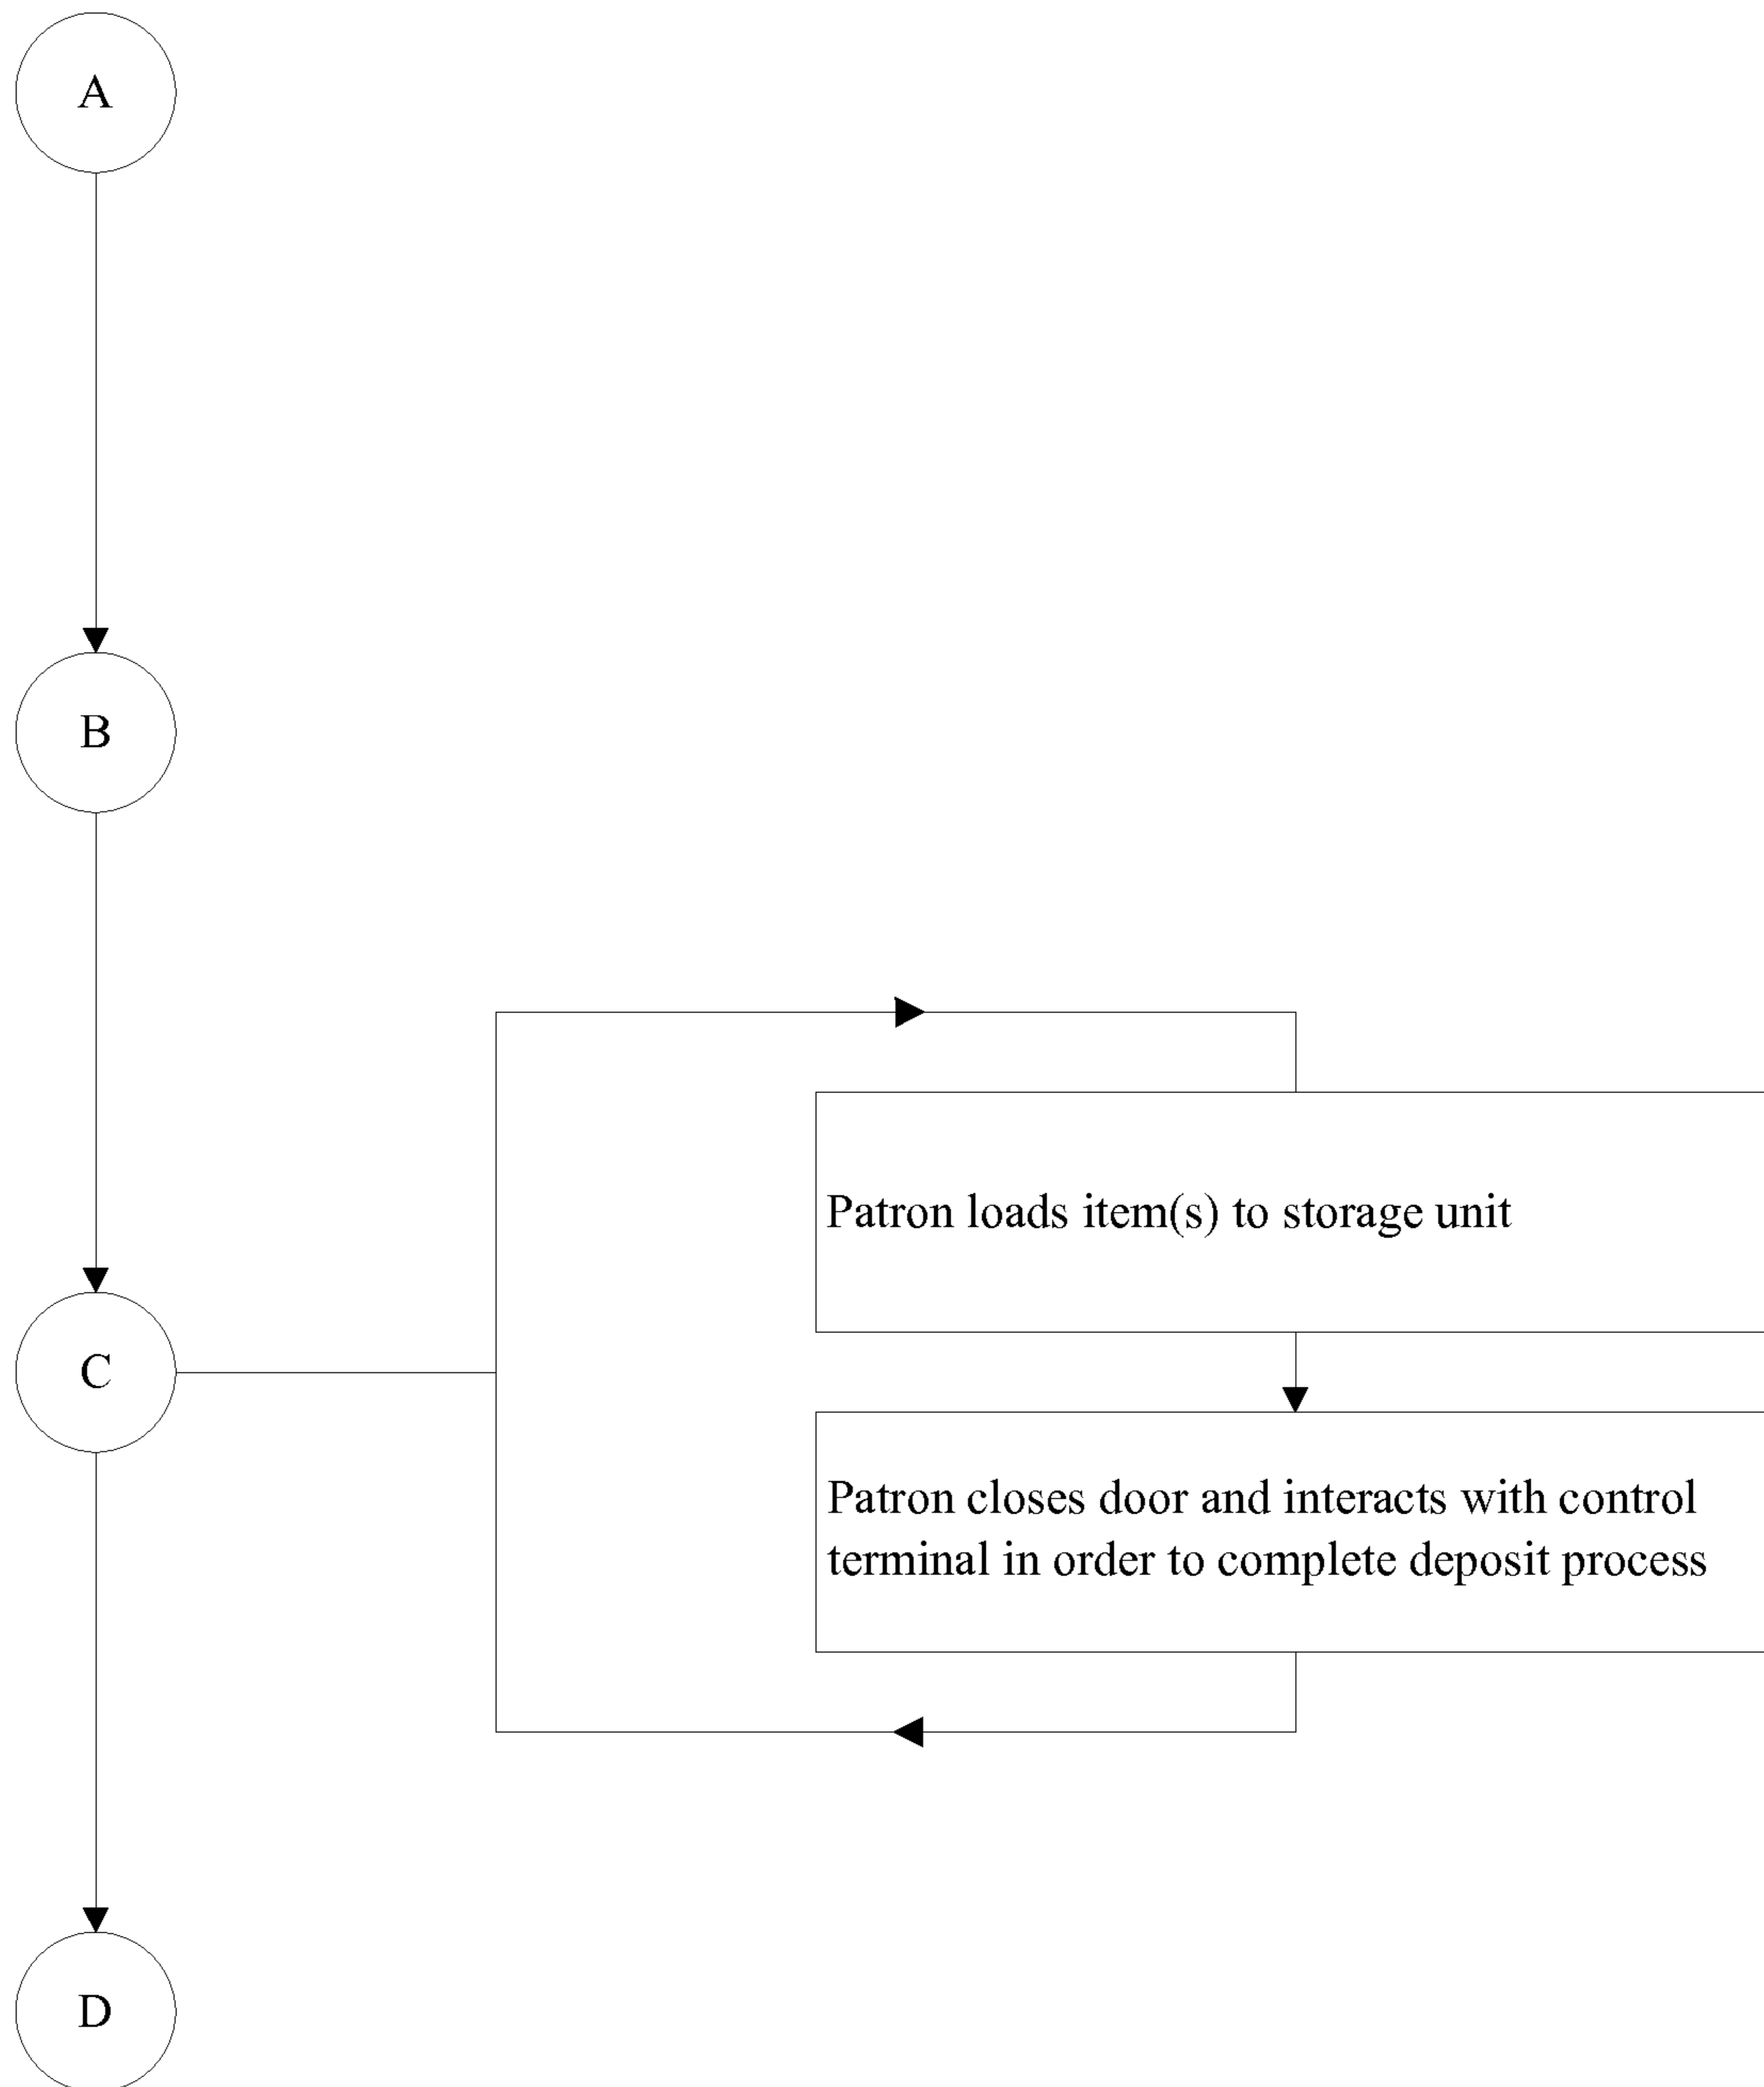 A
B
C
Patron loads item(s) to storage unit
Patron closes door and interacts with control
terminal in order to complete deposit process
D